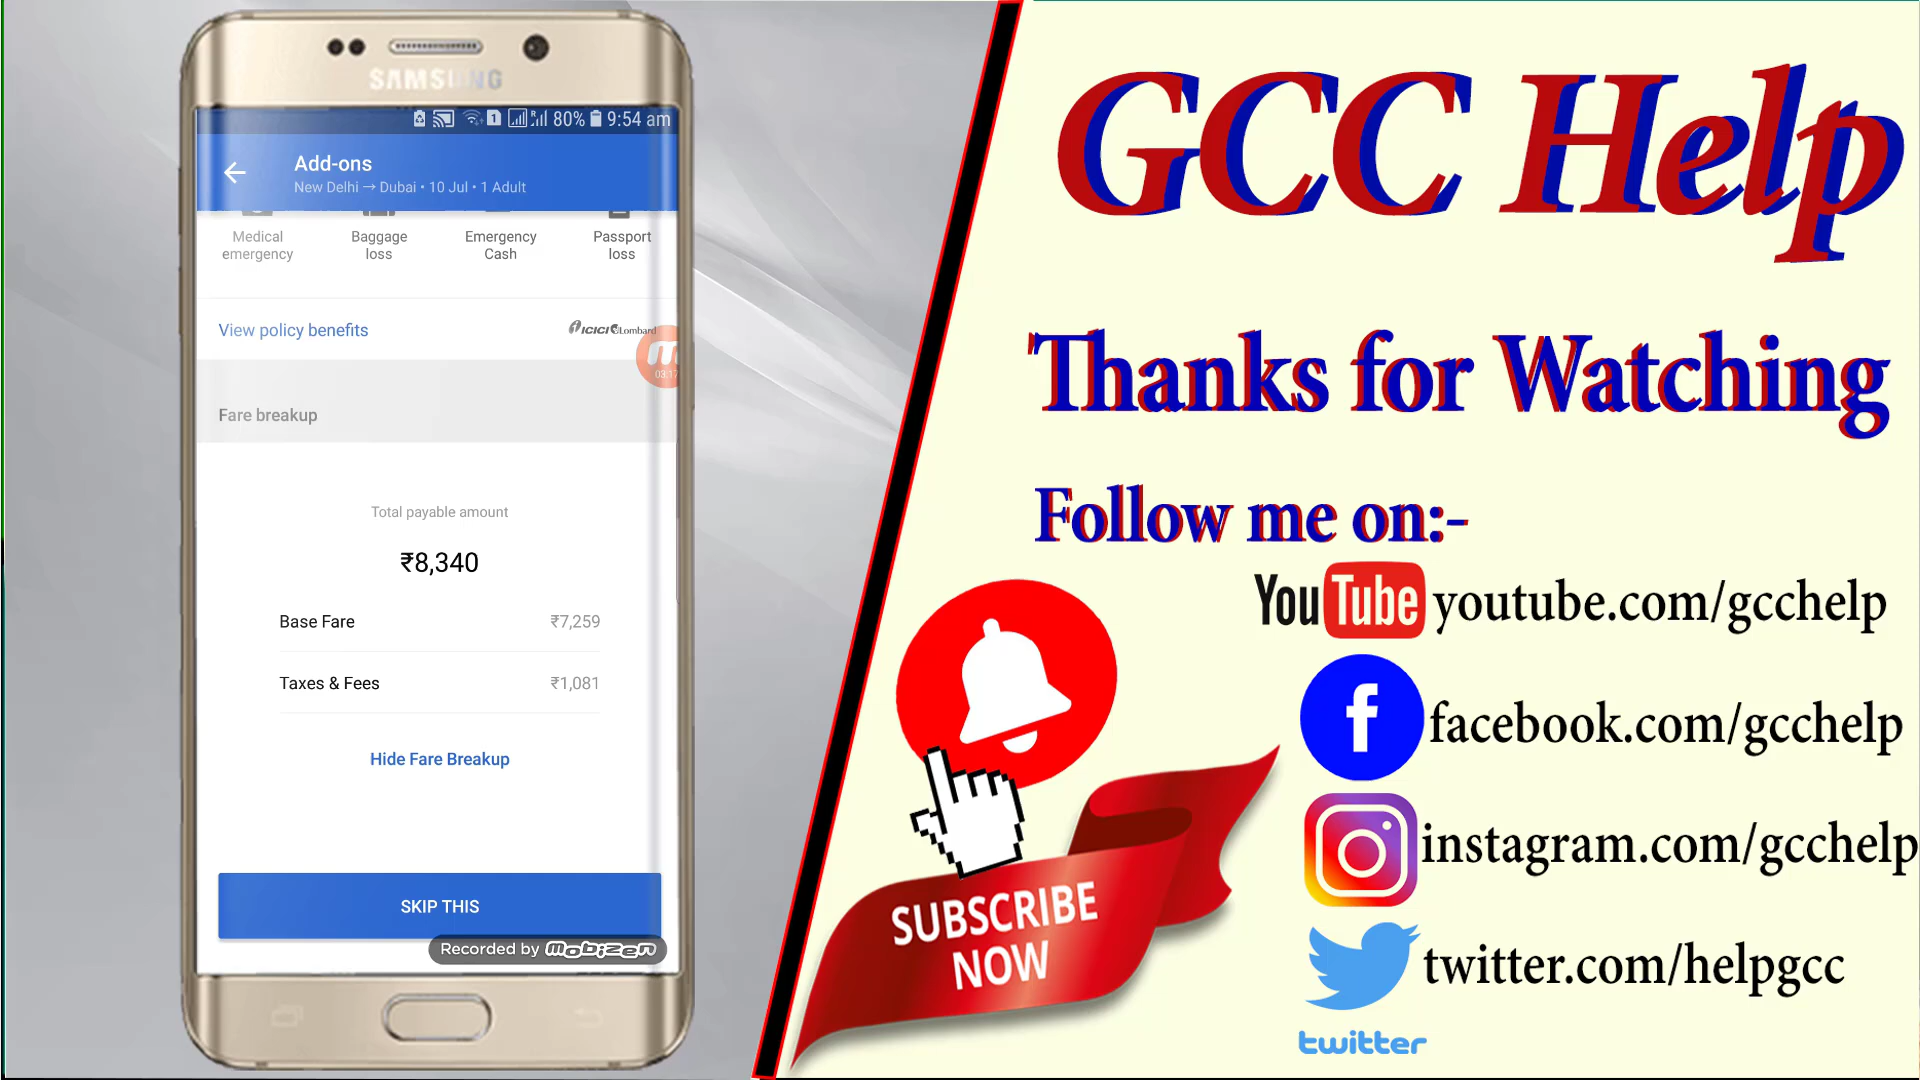 SAMSUNG
1 80% 9:54 am
Add-ons
New Delhi → Dubai • 10 Jul • 1 Adult
Medical emergency
Baggage loss
Emergency Cash
Passport loss
View policy benefits
ICICI Lombard
03:17
Fare breakup
Total payable amount
₹8,340
Base Fare ₹7,259
Taxes & Fees ₹1,081
Hide Fare Breakup
SKIP THIS
Recorded by mobizen
GCC Help
Thanks for Watching
Follow me on:-
YouTube youtube.com/gcchelp
f facebook.com/gcchelp
instagram.com/gcchelp
twitter.com/helpgcc
twitter
SUBSCRIBE
NOW